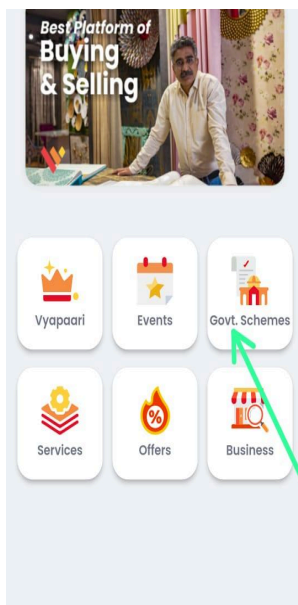 Best Platform of
Buying
& Selling
Vyapaari
Events
Govt. Schemes
%
Services
Offers
Business